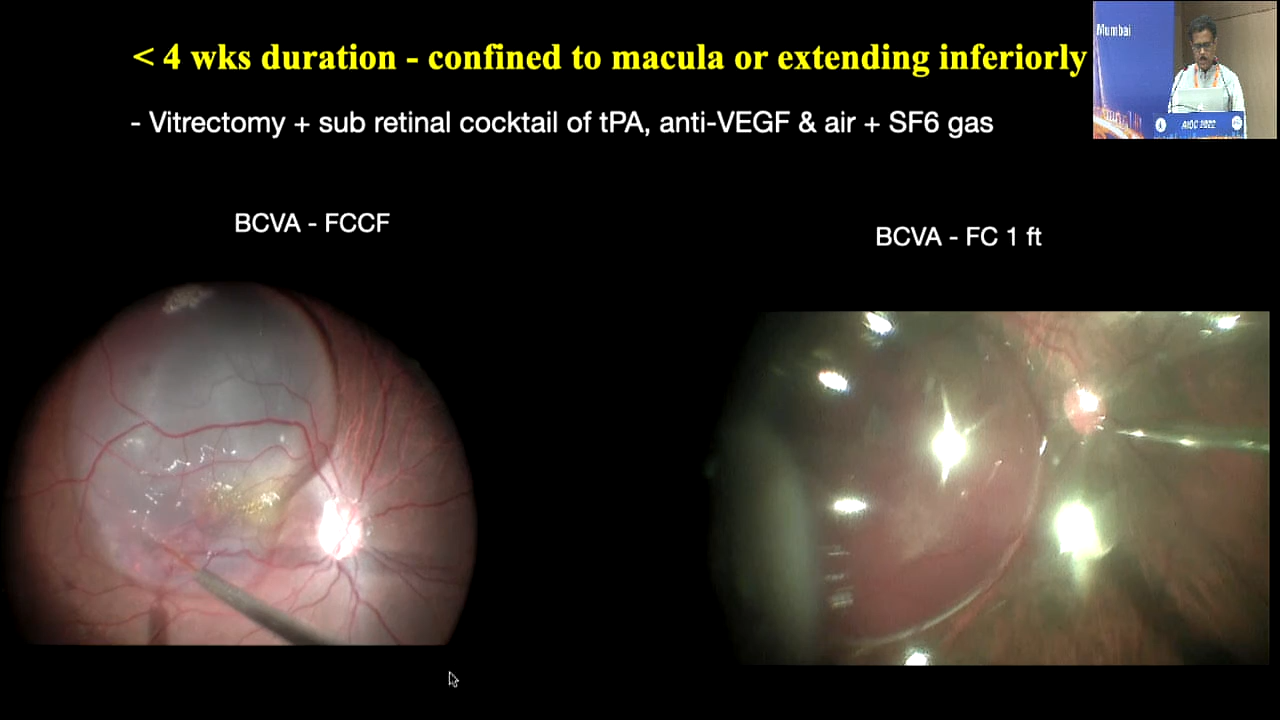 < 4 wks duration - confined to macula or extending inferiorly
Mumbai
- Vitrectomy + sub retinal cocktail of tPA, anti-VEGF & air + SF6 gas
AIOC 2022
BCVA - FCCF
BCVA - FC 1 ft